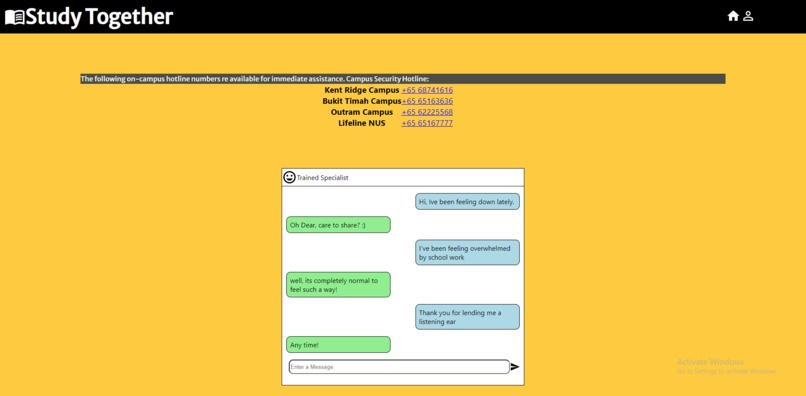 Study Together
The following on-campus hotline numbers re available for immediate assistance. Campus Security Hotline:
Kent Ridge Campus +65 68741616
Bukit Timah Campus +65 65163636
Outram Campus +65 62225568
Lifeline NUS +65 65167777
Trained Specialist
Hi, Ive been feeling down lately.
Oh Dear, care to share? :)
I've been feeling overwhelmed
by school work
well, its completely normal to
feel such a way!
Thank you for lending me a
listening ear
Any time!
Enter a Message
Activate Windows
Go to Settings to activate Windows.